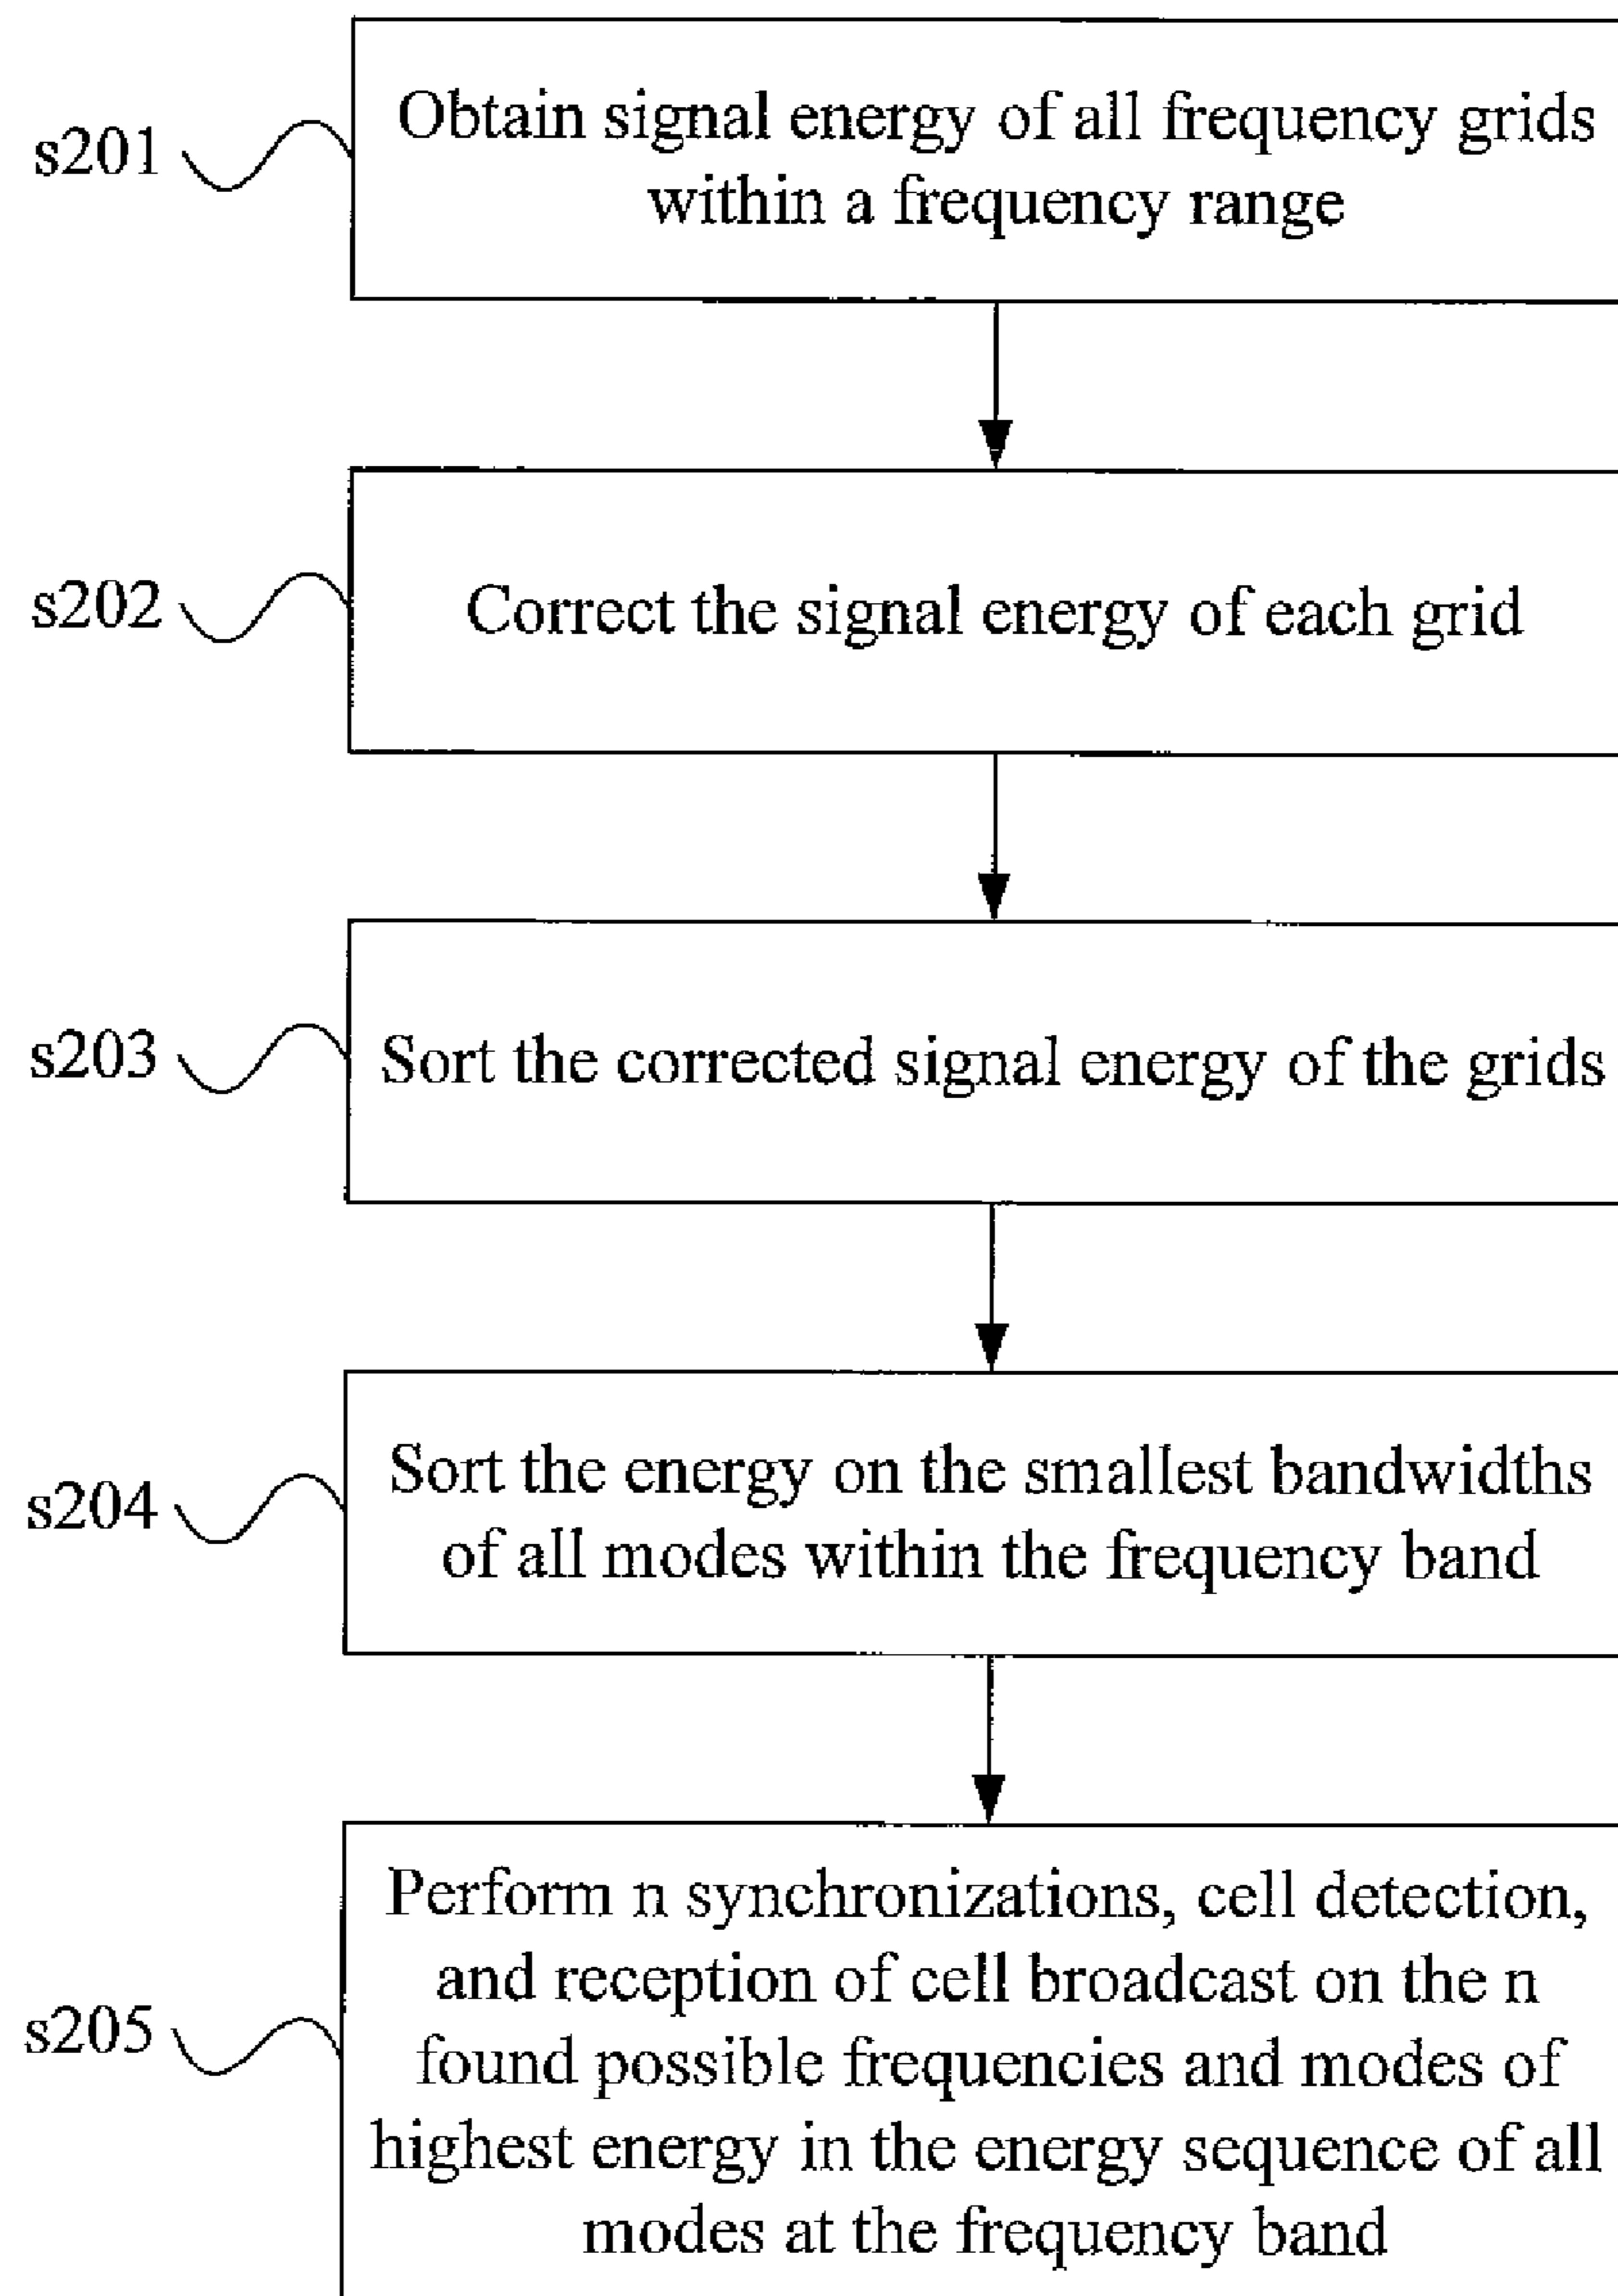 s201
Obtain signal energy of all frequency grids
within a frequency range
s202
Correct the signal energy of each grid
s203
Sort the corrected signal energy of the grids
s204
Sort the energy on the smallest bandwidths
of all modes within the frequency band
s205
Perform n synchronizations, cell detection,
and reception of cell broadcast on the n
found possible frequencies and modes of
highest energy in the energy sequence of all
modes at the frequency band